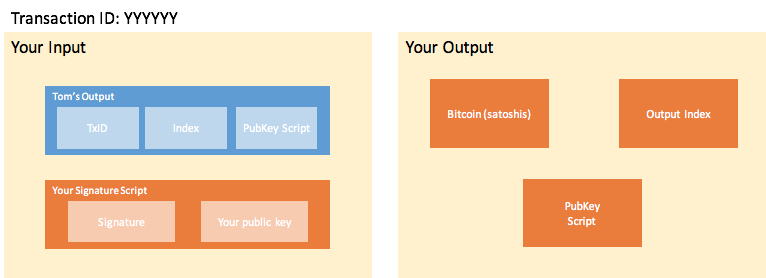 Transaction ID: YYYYYY
Your Input
Tom's Output
TxID
Index
PubKey Script
Your Signature Script
Signature
Your public key
Your Output
Bitcoin (satoshis)
Output Index
PubKey
Script